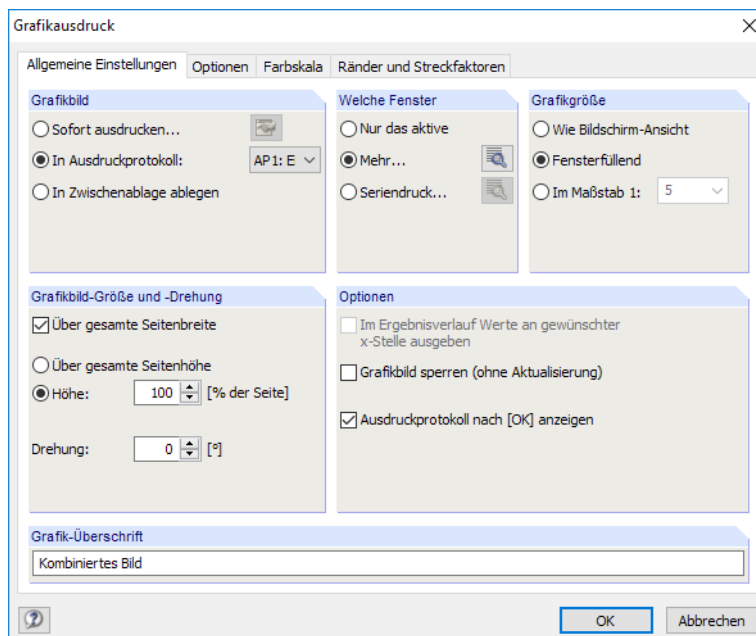 Grafikausdruck
Allgemeine Einstellungen Optionen Farbskala Ränder und Streckfaktoren
Grafikbild
Sofort ausdrucken...
In Ausdruckprotokoll: AP1: E
In Zwischenablage ablegen
Welche Fenster
Nur das aktive
Mehr...
Seriendruck...
Grafikgröße
Wie Bildschirm-Ansicht
Fensterfüllend
Im Maßstab 1: 5
Grafikbild-Größe und -Drehung
Über gesamte Seitenbreite
Über gesamte Seitenhöhe
Höhe: 100 [% der Seite]
Drehung: 0 [°]
Optionen
Im Ergebnisverlauf Werte an gewünschter
x-Stelle ausgeben
Grafikbild sperren (ohne Aktualisierung)
Ausdruckprotokoll nach [OK] anzeigen
Grafik-Überschrift
Kombiniertes Bild
OK Abbrechen